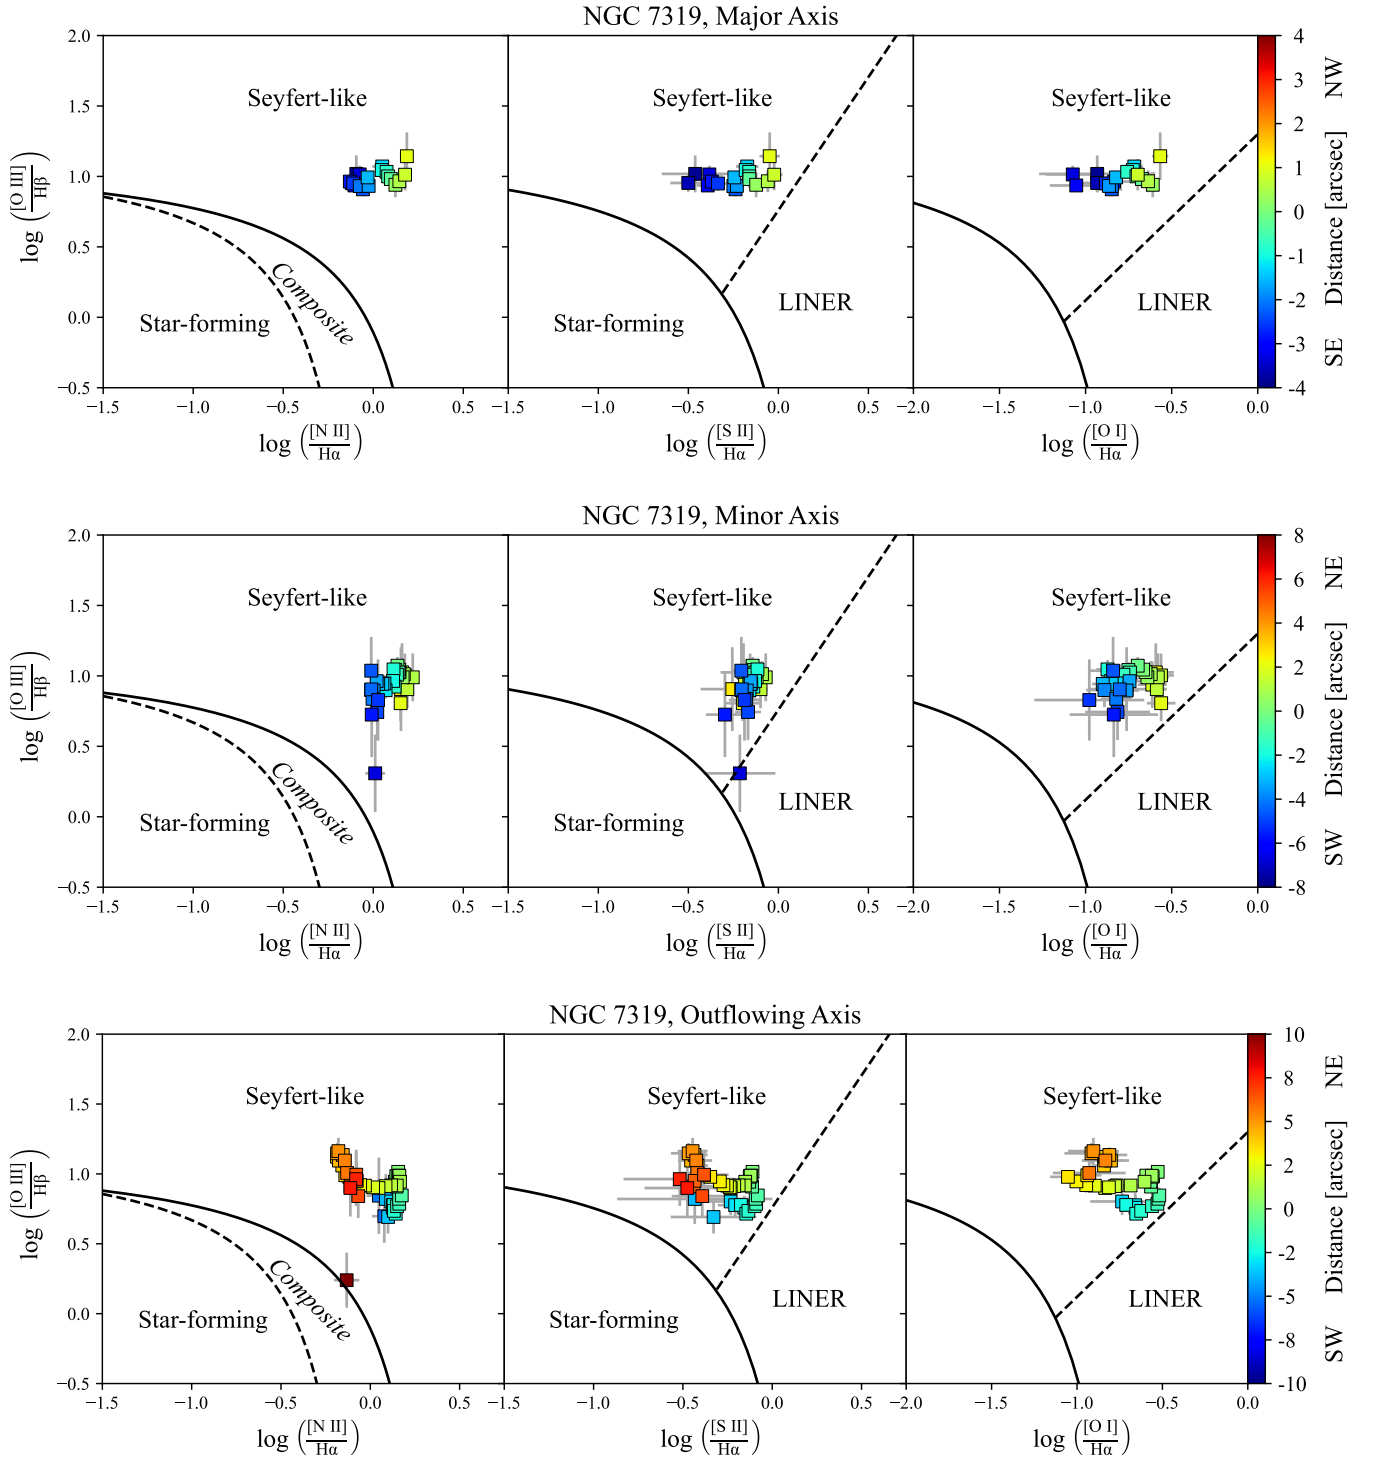 NGC 7319, Major Axis
2.0
1.5
1.0
0.5
0.0
−0.5
log ([O III]/Hβ)
Seyfert-like
Composite
Star-forming
Seyfert-like
LINER
Star-forming
Seyfert-like
LINER
−1.5 −1.0 −0.5 0.0 0.5
−1.5 −1.0 −0.5 0.0 0.5
−2.0 −1.5 −1.0 −0.5 0.0
log ([N II]/Hα)
log ([S II]/Hα)
log ([O I]/Hα)
4
3
2
1
0
-1
-2
-3
-4
SE Distance [arcsec] NW
NGC 7319, Minor Axis
2.0
1.5
1.0
0.5
0.0
−0.5
log ([O III]/Hβ)
Seyfert-like
Composite
Star-forming
Seyfert-like
LINER
Star-forming
Seyfert-like
LINER
−1.5 −1.0 −0.5 0.0 0.5
−1.5 −1.0 −0.5 0.0 0.5
−2.0 −1.5 −1.0 −0.5 0.0
log ([N II]/Hα)
log ([S II]/Hα)
log ([O I]/Hα)
8
6
4
2
0
-2
-4
-6
-8
SW Distance [arcsec] NE
NGC 7319, Outflowing Axis
2.0
1.5
1.0
0.5
0.0
−0.5
log ([O III]/Hβ)
Seyfert-like
Composite
Star-forming
Seyfert-like
LINER
Star-forming
Seyfert-like
LINER
−1.5 −1.0 −0.5 0.0 0.5
−1.5 −1.0 −0.5 0.0 0.5
−2.0 −1.5 −1.0 −0.5 0.0
log ([N II]/Hα)
log ([S II]/Hα)
log ([O I]/Hα)
10
8
5
2
0
-2
-5
-8
-10
SW Distance [arcsec] NE